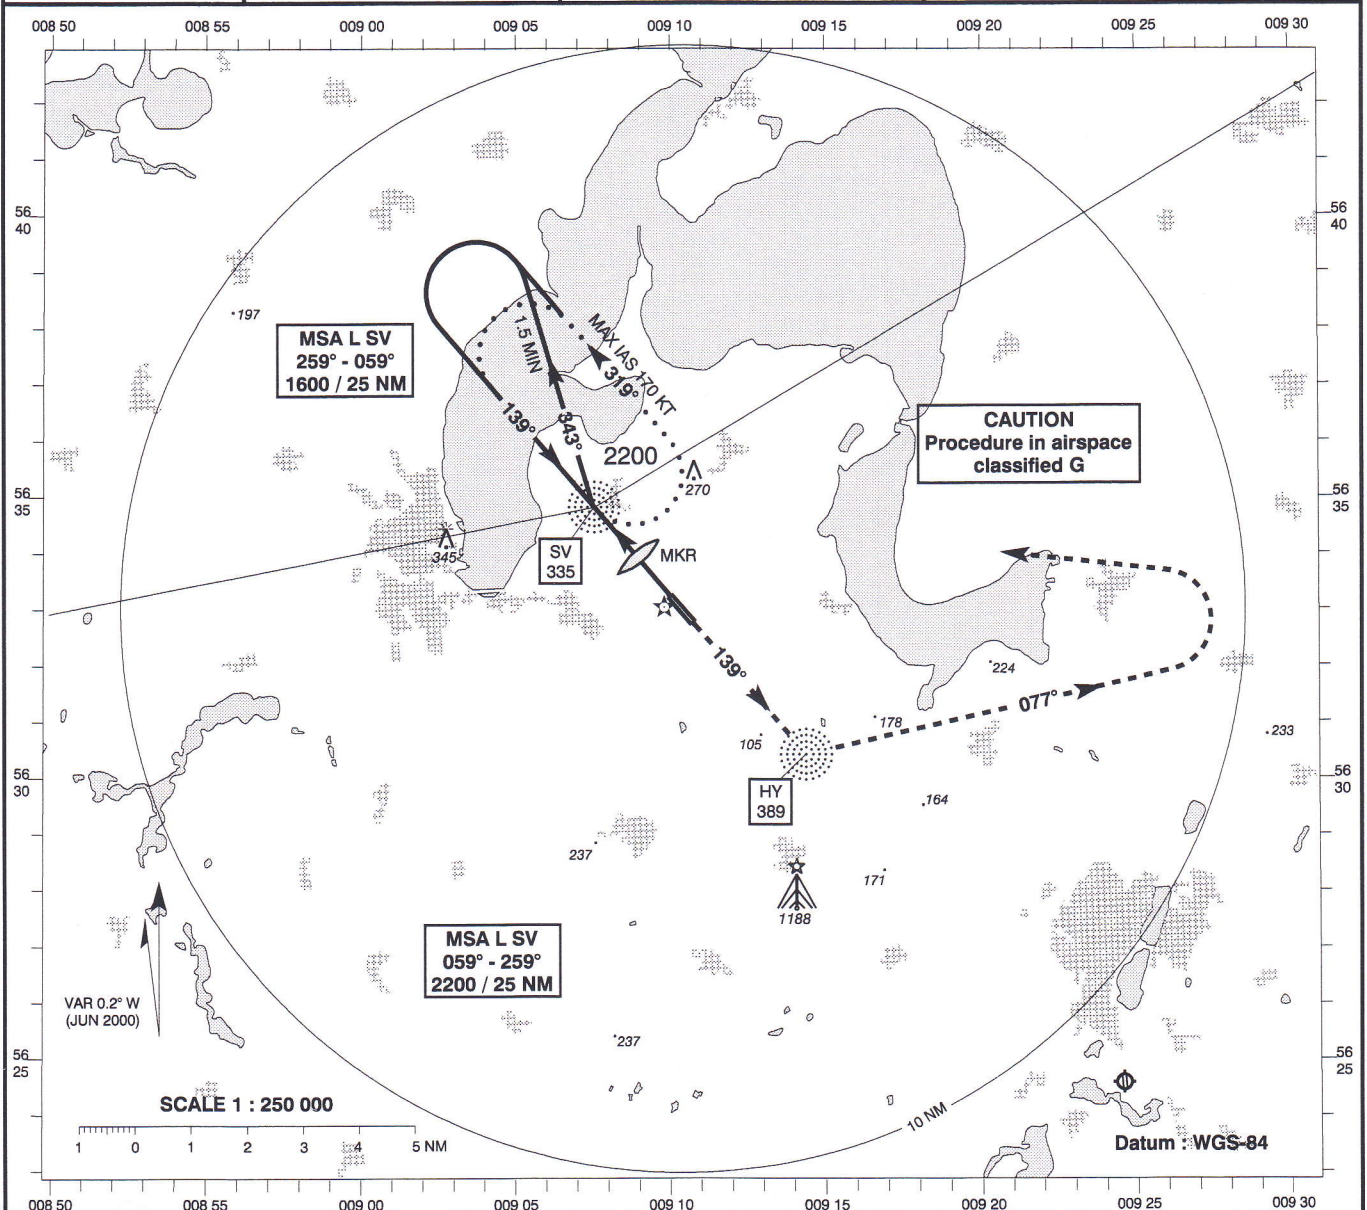 008 50 008 55 009 00 009 05 009 10 009 15 009 20 009 25 009 30
56
40
56
40
197
MSA L SV
259° - 059°
1600 / 25 NM
1.5 MIN
MAX IAS 170 KT
319°
139°
343°
2200
270
CAUTION
Procedure in airspace
classified G
56
35
56
35
345
SV
335
MKR
139°
224
077°
178
105
233
56
30
56
30
HY
389
164
237
171
1188
MSA L SV
059° - 259°
2200 / 25 NM
VAR 0.2° W
(JUN 2000)
237
56
25
56
25
SCALE 1 : 250 000
1 0 1 2 3 4 5 NM
10 NM
Datum : WGS-84
008 50 008 55 009 00 009 05 009 10 009 15 009 20 009 25 009 30